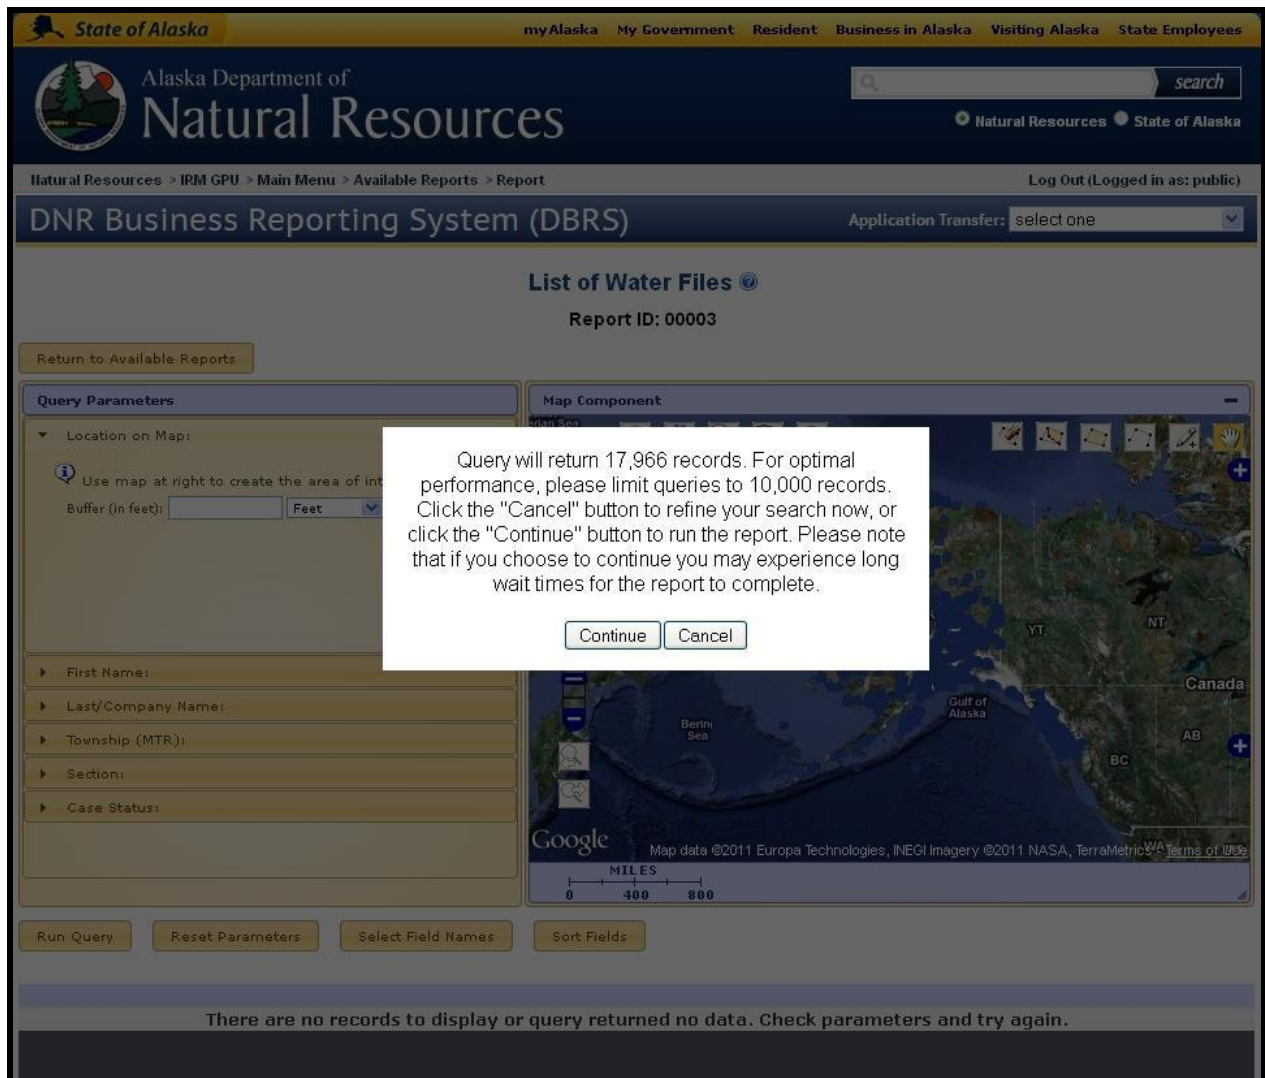 State of Alaska
myAlaska My Government Resident Business in Alaska Visiting Alaska State Employees
Alaska Department of
Natural Resources
search
Natural Resources State of Alaska
Natural Resources > IRM GPU > Main Menu > Available Reports > Report
Log Out (Logged in as: public)
DNR Business Reporting System (DBRS)
Application Transfer: select one
List of Water Files
Report ID: 00003
Return to Available Reports
Query Parameters
Map Component
Location on Map:
Use map at right to create the area of int
Buffer (in feet): Feet
Query will return 17,966 records. For optimal
performance, please limit queries to 10,000 records.
Click the "Cancel" button to refine your search now, or
click the "Continue" button to run the report. Please note
that if you choose to continue you may experience long
wait times for the report to complete.
Continue Cancel
First Name:
Last/Company Name:
Township (MTR):
Section:
Case Status:
YT
NT
Canada
Gulf of
Alaska
Bering
Sea
AB
BC
WA
Google
Map data ©2011 Europa Technologies, INEGI Imagery ©2011 NASA, TerraMetrics - Terms of Use
MILES
0 400 800
Run Query Reset Parameters Select Field Names Sort Fields
There are no records to display or query returned no data. Check parameters and try again.